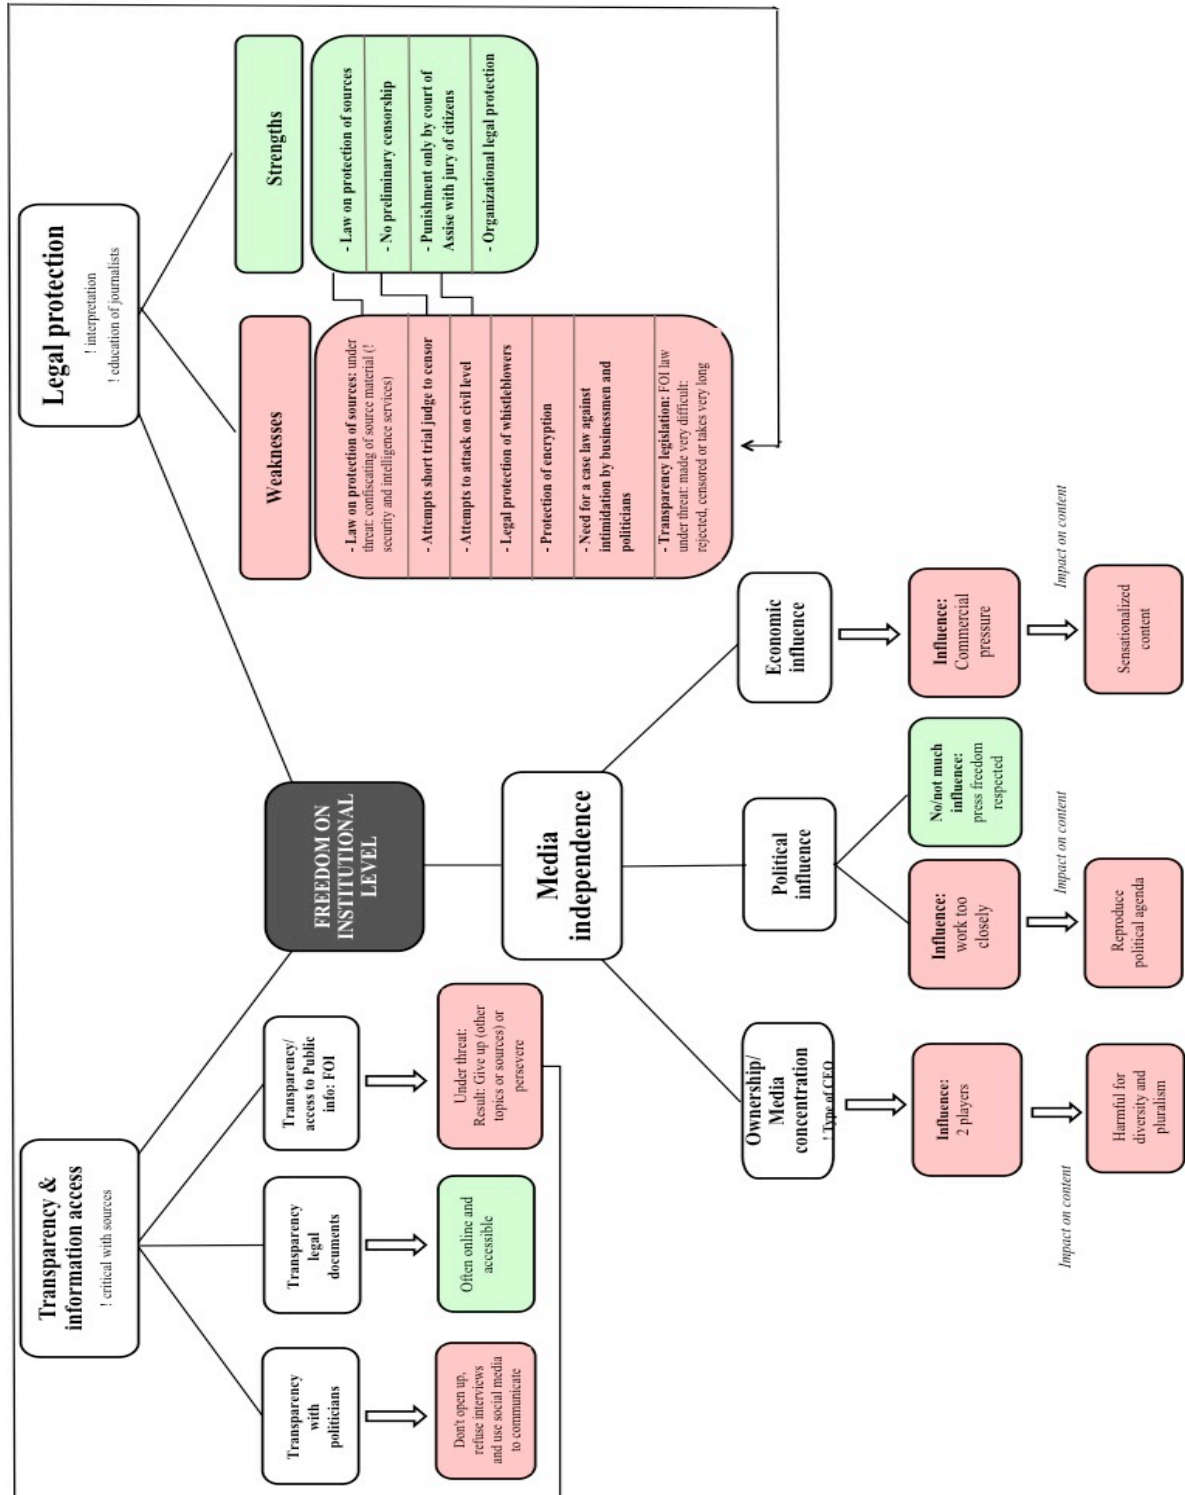 Transparency &
information access
! critical with sources
Legal protection
! interpretation
! education of journalists
FREEDOM ON
INSTITUTIONAL
LEVEL
Transparency
with
politicians
Transparency
legal
documents
Transparency/
access to Public
info: FOI
Don't open up,
refuse interviews
and use social media
to communicate
Often online and
accessible
Under threat:
Result: Give up (other
topics or sources) or
persevere
Weaknesses
- Law on protection of sources: under
threat: confiscating of source material (!
security and intelligence services)
- Attempts short trial judge to censor
- Attempts to attack on civil level
- Legal protection of whistleblowers
- Protection of encryption
- Need for a case law against
intimidation by businessmen and
politicians
- Transparency legislation: FOI law
under threat: made very difficult:
rejected, censored or takes very long
Strengths
- Law on protection of sources
- No preliminary censorship
- Punishment only by court of
Assise with jury of citizens
- Organizational legal protection
Media
independence
Ownership/
Media
concentration
! Type of CEO
Political
influence
Economic
influence
Influence:
2 players
Influence:
work too
closely
No/not much
influence:
press freedom
respected
Influence:
Commercial
pressure
Impact on content
Impact on content
Impact on content
Harmful for
diversity and
pluralism
Reproduce
political agenda
Sensationalized
content